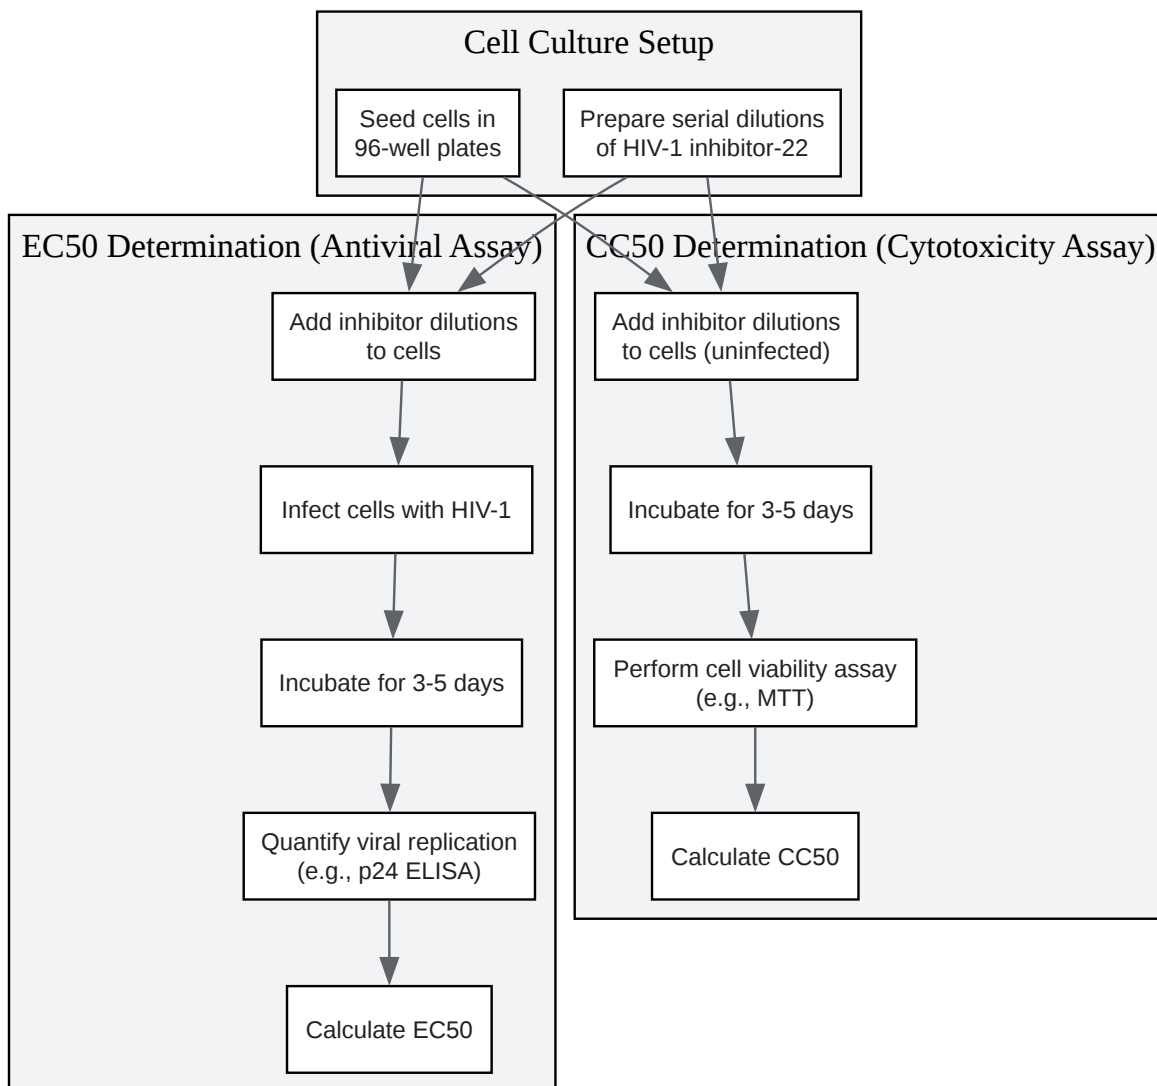 Cell Culture Setup
Seed cells in
96-well plates
Prepare serial dilutions
of HIV-1 inhibitor-22
EC50 Determination (Antiviral Assay)
Add inhibitor dilutions
to cells
Infect cells with HIV-1
Incubate for 3-5 days
Quantify viral replication
(e.g., p24 ELISA)
Calculate EC50
CC50 Determination (Cytotoxicity Assay)
Add inhibitor dilutions
to cells (uninfected)
Incubate for 3-5 days
Perform cell viability assay
(e.g., MTT)
Calculate CC50